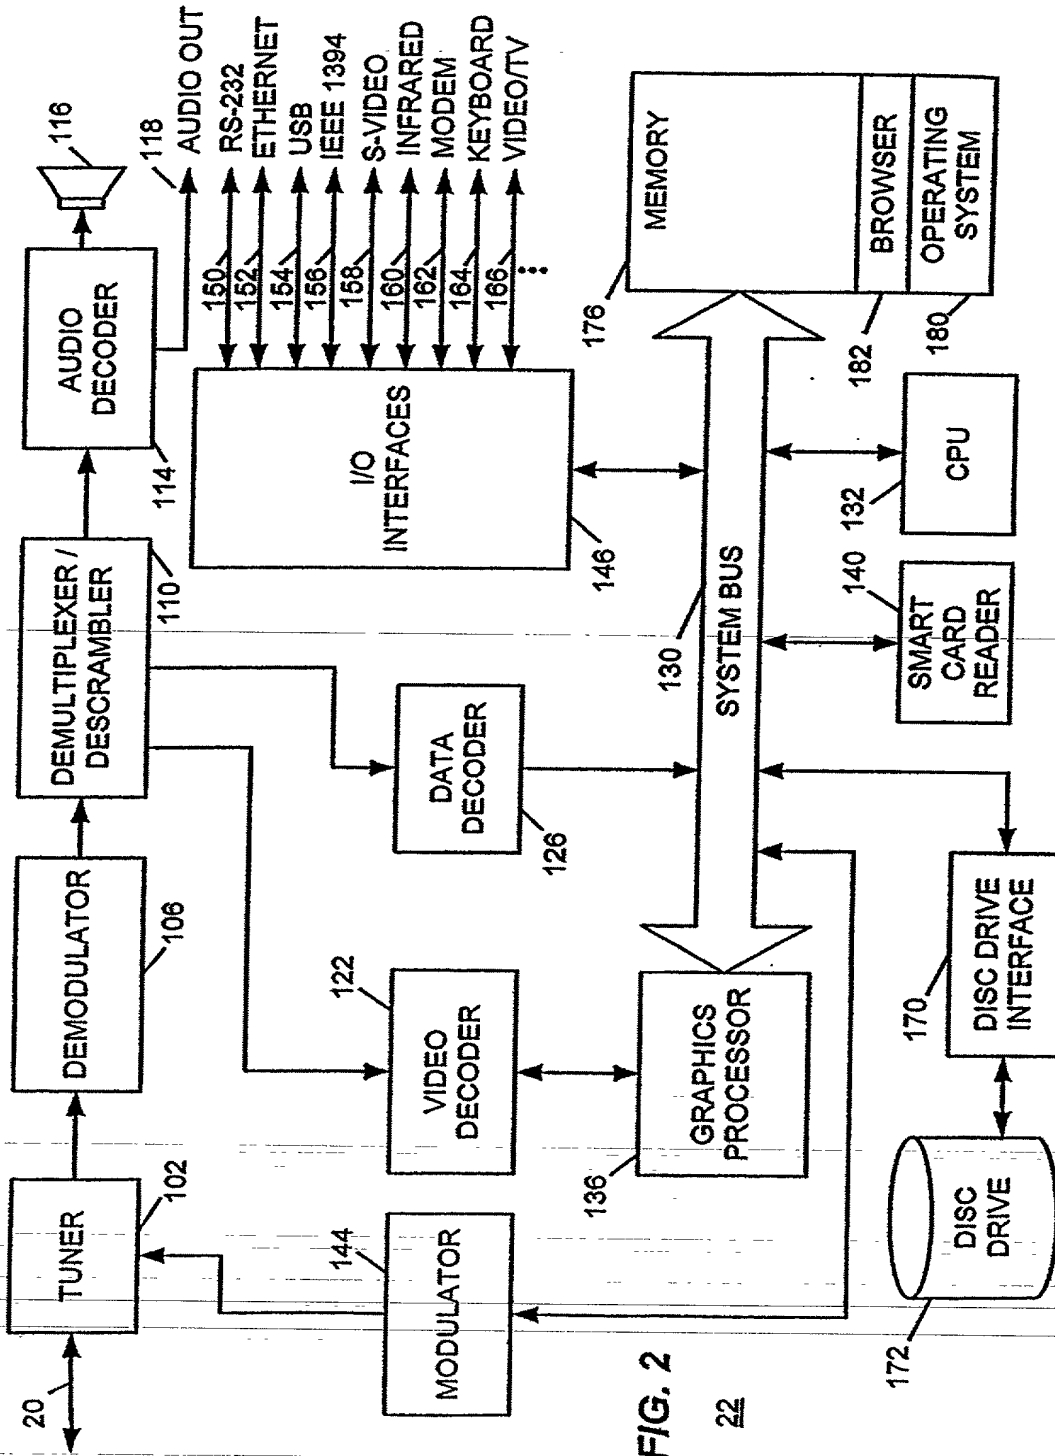 20
TUNER
102
DEMODULATOR
106
DEMULTIPLEXER /
DESCRAMBLER
110
AUDIO
DECODER
114
116
118
AUDIO OUT
150
RS-232
152
ETHERNET
154
USB
156
IEEE 1394
158
S-VIDEO
160
INFRARED
162
MODEM
164
KEYBOARD
166
VIDEO/TV
I/O
INTERFACES
146
144
MODULATOR
122
VIDEO
DECODER
DATA
DECODER
126
136
GRAPHICS
PROCESSOR
130
SYSTEM BUS
176
MEMORY
182
BROWSER
180
OPERATING
SYSTEM
172
DISC
DRIVE
170
DISC DRIVE
INTERFACE
140
SMART
CARD
READER
132
CPU
FIG. 2
22